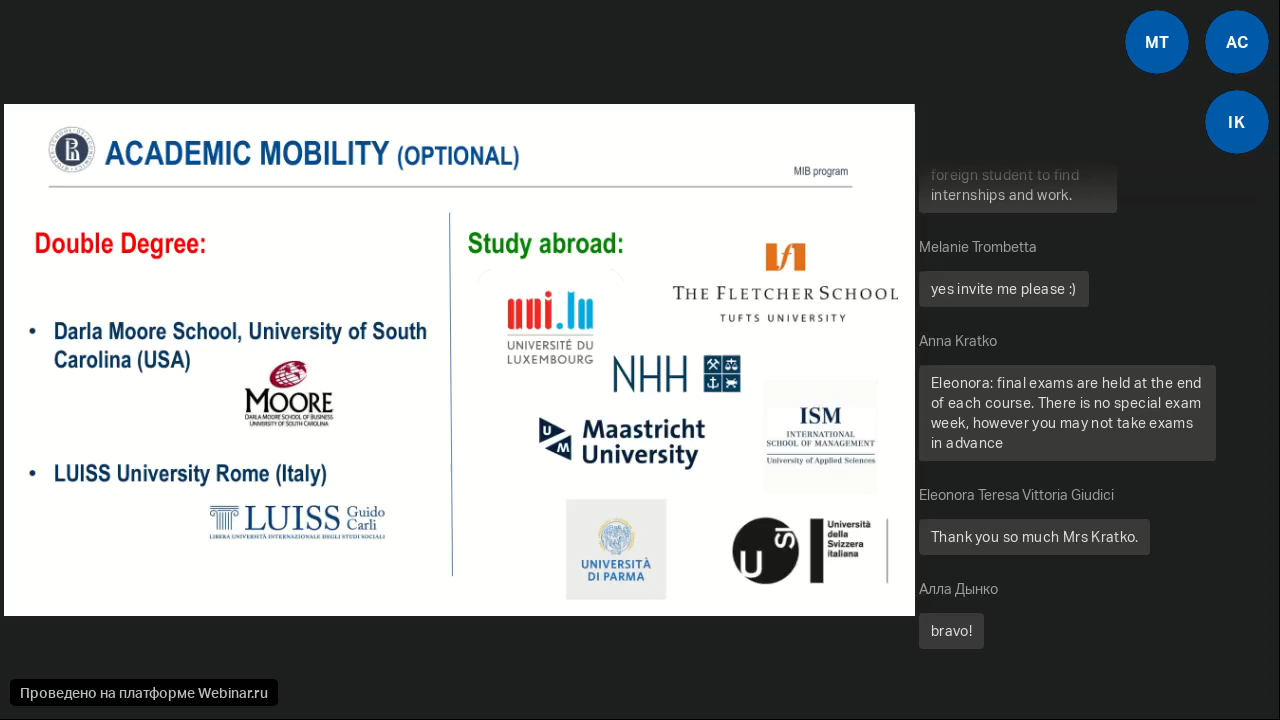 MT
AC
IK
ACADEMIC MOBILITY (OPTIONAL)
MIB program
Double Degree:
• Darla Moore School, University of South
Carolina (USA)
MOORE
DARLA MOORE SCHOOL OF BUSINESS
UNIVERSITY OF SOUTH CAROLINA
• LUISS University Rome (Italy)
LUISS Guido
Carli
LIBERA UNIVERSITÀ INTERNAZIONALE DEGLI STUDI SOCIALI
Study abroad:
uni.lu
UNIVERSITÉ DU
LUXEMBOURG
THE FLETCHER SCHOOL
TUFTS UNIVERSITY
NHH
UM
Maastricht
University
ISM
INTERNATIONAL
SCHOOL OF MANAGEMENT
University of Applied Sciences
UNIVERSITÀ
DI PARMA
USI
Università
della
Svizzera
italiana
foreign student to find
internships and work.
Melanie Trombetta
yes invite me please :)
Anna Kratko
Eleonora: final exams are held at the end
of each course. There is no special exam
week, however you may not take exams
in advance
Eleonora Teresa Vittoria Giudici
Thank you so much Mrs Kratko.
Алла Дынко
bravo!
Проведено на платформе Webinar.ru